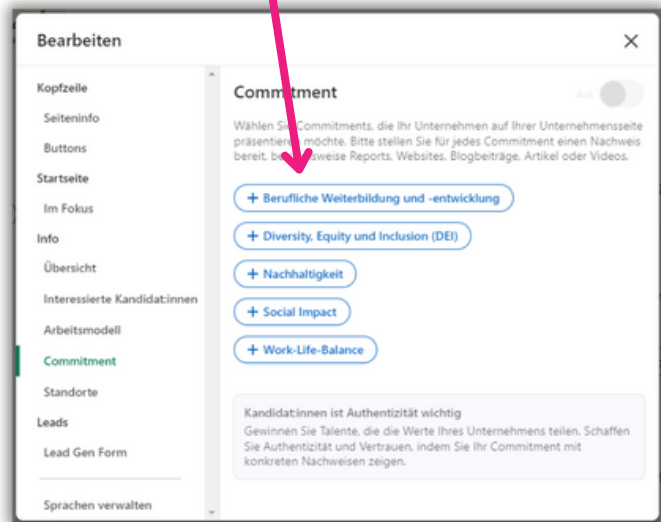 Bearbeiten
Kopfzeile
Seiteninfo
Buttons
Startseite
Im Fokus
Info
Übersicht
Interessierte Kandidat:innen
Arbeitsmodell
Commitment
Standorte
Leads
Lead Gen Form
Sprachen verwalten
Commitment
Aus
Wählen Sie Commitments, die Ihr Unternehmen auf Ihrer Unternehmensseite
präsentieren möchte. Bitte stellen Sie für jedes Commitment einen Nachweis
bereit, Reports, Websites, Blogbeiträge, Artikel oder Videos.
+ Berufliche Weiterbildung und -entwicklung
+ Diversity, Equity und Inclusion (DEI)
+ Nachhaltigkeit
+ Social Impact
+ Work-Life-Balance
Kandidat:innen ist Authentizität wichtig
Gewinnen Sie Talente, die die Werte Ihres Unternehmens teilen. Schaffen
Sie Authentizität und Vertrauen, indem Sie Ihr Commitment mit
konkreten Nachweisen zeigen.